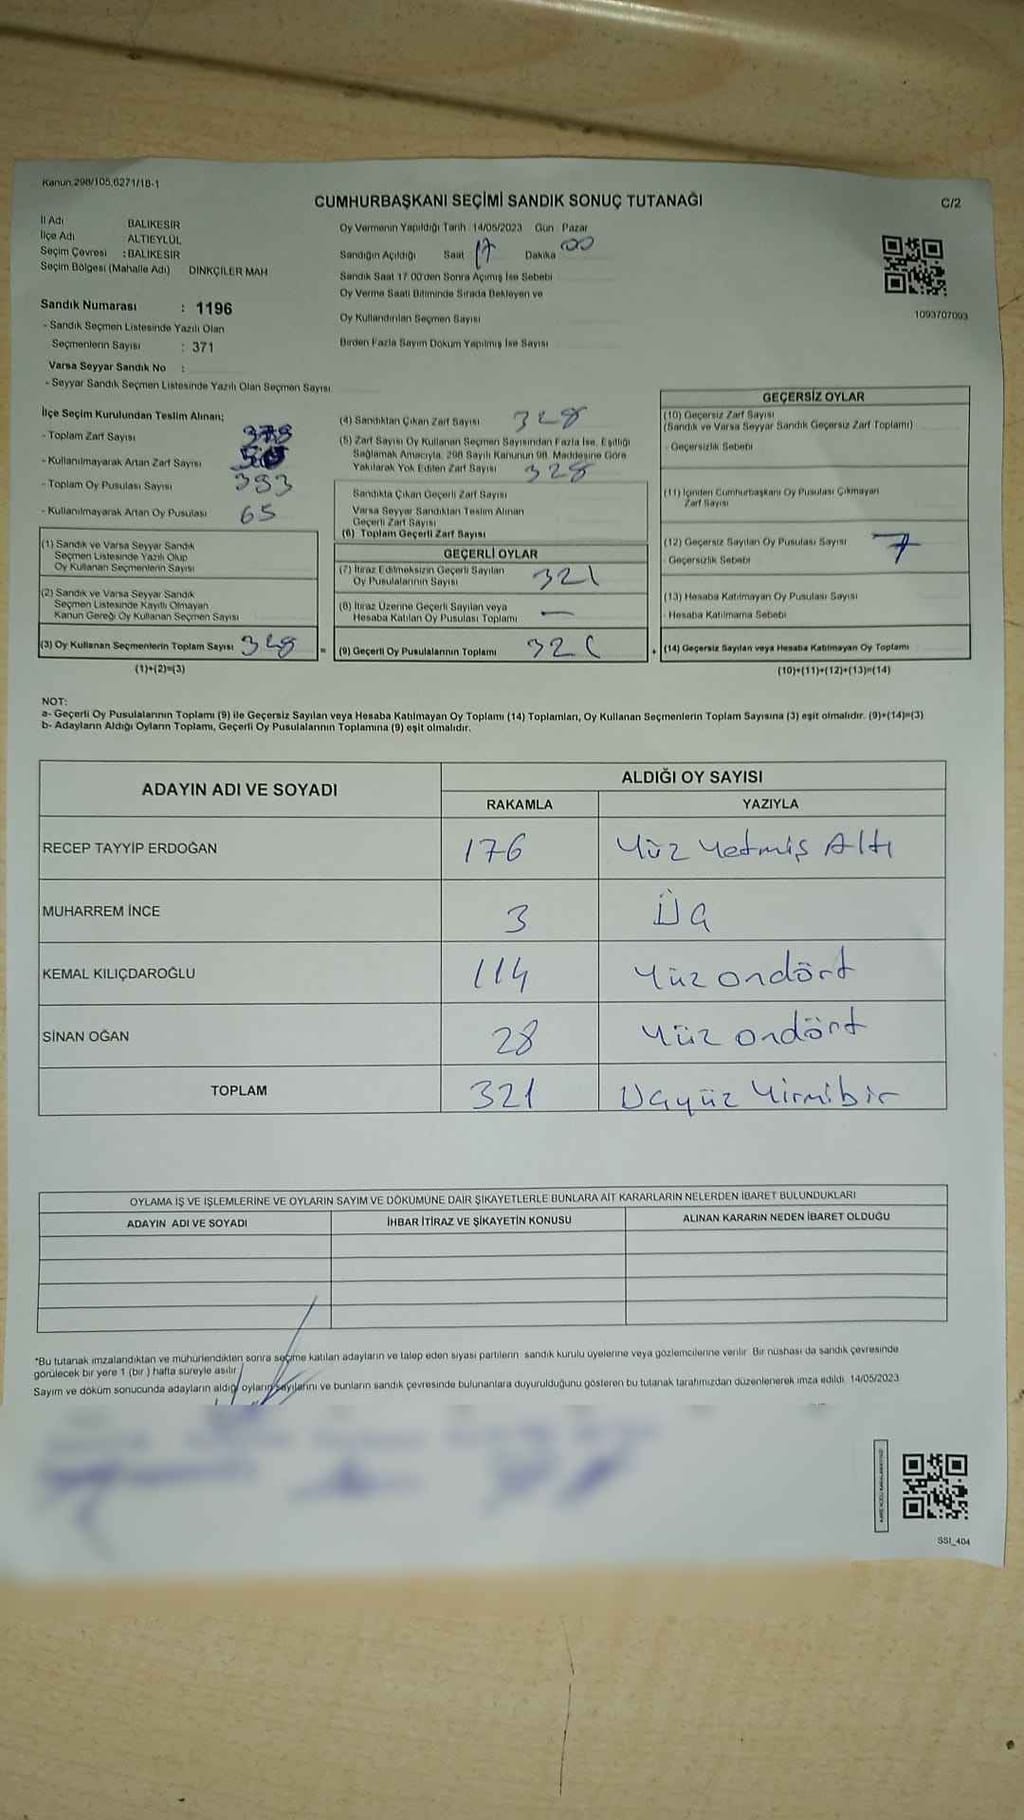 Kanun.298/105,6271/18-1
CUMHURBAŞKANI SEÇİMİ SANDIK SONUÇ TUTANAĞI
C/2
İl Adı BALIKESİR
İlçe Adı ALTIEYLÜL
Seçim Çevresi : BALIKESİR
Seçim Bölgesi (Mahalle Adı) DİNKÇİLER MAH
Oy Vermenin Yapıldığı Tarih 14/05/2023 Gün Pazar
Sandığın Açıldığı Saat 17 Dakika 00
Sandık Saat 17.00'den Sonra Açımış İse Sebebi
Oy Verme Saati Bitiminde Sırada Bekleyen ve
Oy Kullandırılan Seçmen Sayısı
Birden Fazla Sayım Döküm Yapılmış İse Sayısı
1093707093
Sandık Numarası : 1196
- Sandık Seçmen Listesinde Yazılı Olan
Seçmenlerin Sayısı : 371
Varsa Seyyar Sandık No :
- Seyyar Sandık Seçmen Listesinde Yazılı Olan Seçmen Sayısı
İlçe Seçim Kurulundan Teslim Alınan;
- Toplam Zarf Sayısı
- Kullanılmayarak Artan Zarf Sayısı
- Toplam Oy Pusulası Sayısı 393
- Kullanılmayarak Artan Oy Pusulası 65
(1) Sandık ve Varsa Seyyar Sandık
Seçmen Listesinde Yazılı Olup
Oy Kullanan Seçmenlerin Sayısı
(2) Sandık ve Varsa Seyyar Sandık
Seçmen Listesinde Kayıtlı Olmayan
Kanun Gereği Oy Kullanan Seçmen Sayısı
(3) Oy Kullanan Seçmenlerin Toplam Sayısı 328
(1)+(2)=(3)
(4) Sandıktan Çıkan Zarf Sayısı 328
(5) Zarf Sayısı Oy Kullanan Seçmen Sayısından Fazla İse, Eşitliği
Sağlamak Amacıyla, 298 Sayılı Kanunun 98. Maddesine Göre
Yakılarak Yok Edilen Zarf Sayısı 328
Sandıkta Çıkan Geçerli Zarf Sayısı
Varsa Seyyar Sandıktan Teslim Alınan
Geçerli Zarf Sayısı
(6) Toplam Geçerli Zarf Sayısı
GEÇERLİ OYLAR
(7) İtiraz Edilmeksizin Geçerli Sayılan
Oy Pusulalarının Sayısı 321
(8) İtiraz Üzerine Geçerli Sayılan veya
Hesaba Katılan Oy Pusulası Toplamı —
= (9) Geçerli Oy Pusulalarının Toplamı 321
GEÇERSİZ OYLAR
(10) Geçersiz Zarf Sayısı
(Sandık ve Varsa Seyyar Sandık Geçersiz Zarf Toplamı)
- Geçersizlik Sebebi
(11) İçinden Cumhurbaşkanı Oy Pusulası Çıkmayan
Zarf Sayısı
(12) Geçersiz Sayılan Oy Pusulası Sayısı 7
Geçersizlik Sebebi
(13) Hesaba Katılmayan Oy Pusulası Sayısı
- Hesaba Katılmama Sebebi
+ (14) Geçersiz Sayılan veya Hesaba Katılmayan Oy Toplamı
(10)+(11)+(12)+(13)=(14)
NOT:
a- Geçerli Oy Pusulalarının Toplamı (9) ile Geçersiz Sayılan veya Hesaba Katılmayan Oy Toplamı (14) Toplamları, Oy Kullanan Seçmenlerin Toplam Sayısına (3) eşit olmalıdır. (9)+(14)=(3)
b- Adayların Aldığı Oyların Toplamı, Geçerli Oy Pusulalarının Toplamına (9) eşit olmalıdır.
ADAYIN ADI VE SOYADI ALDIĞI OY SAYISI
RAKAMLA YAZIYLA
RECEP TAYYİP ERDOĞAN 176 Yüz Yetmiş Altı
MUHARREM İNCE 3 Üç
KEMAL KILIÇDAROĞLU 114 Yüz ondört
SİNAN OĞAN 28 Yüz ondört
TOPLAM 321 Üçyüz Yirmibir
OYLAMA İŞ VE İŞLEMLERİNE VE OYLARIN SAYIM VE DÖKÜMÜNE DAİR ŞİKAYETLERLE BUNLARA AİT KARARLARIN NELERDEN İBARET BULUNDUKLARI
ADAYIN ADI VE SOYADI İHBAR İTİRAZ VE ŞİKAYETİN KONUSU ALINAN KARARIN NEDEN İBARET OLDUĞU
*Bu tutanak imzalandıktan ve mühürlendikten sonra seçime katılan adayların ve talep eden siyasi partilerin sandık kurulu üyelerine veya gözlemcilerine verilir. Bir nüshası da sandık çevresinde
görülecek bir yere 1 (bir) hafta süreyle asılır.
Sayım ve döküm sonucunda adayların aldığı oyların sayılarını ve bunların sandık çevresinde bulunanlara duyurulduğunu gösteren bu tutanak tarafımızdan düzenlenerek imza edildi. 14/05/2023
SSI_404